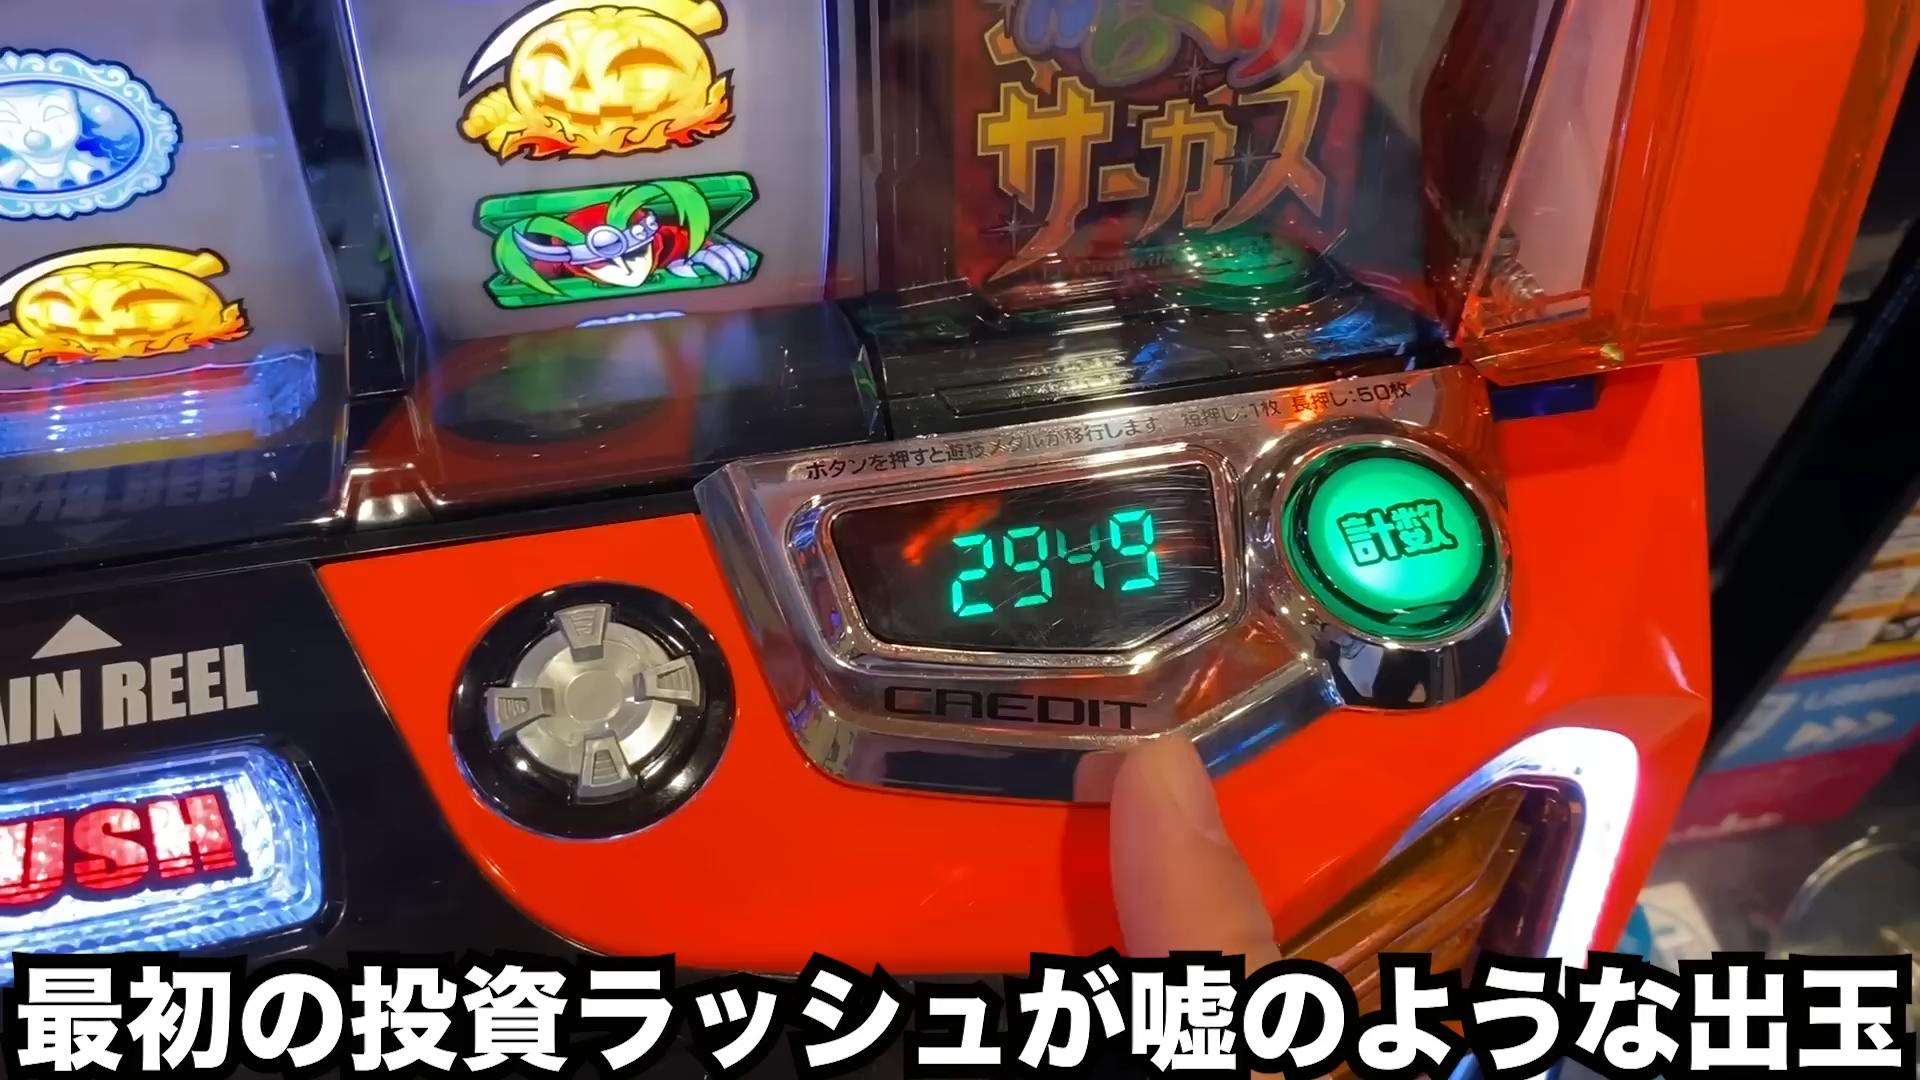 サーカス
ボタンを押すと遊技メダルが移行します。 短押し:1枚 長押し:50枚
2949
計数
CREDIT
AIN REEL
USH
最初の投資ラッシュが嘘のような出玉